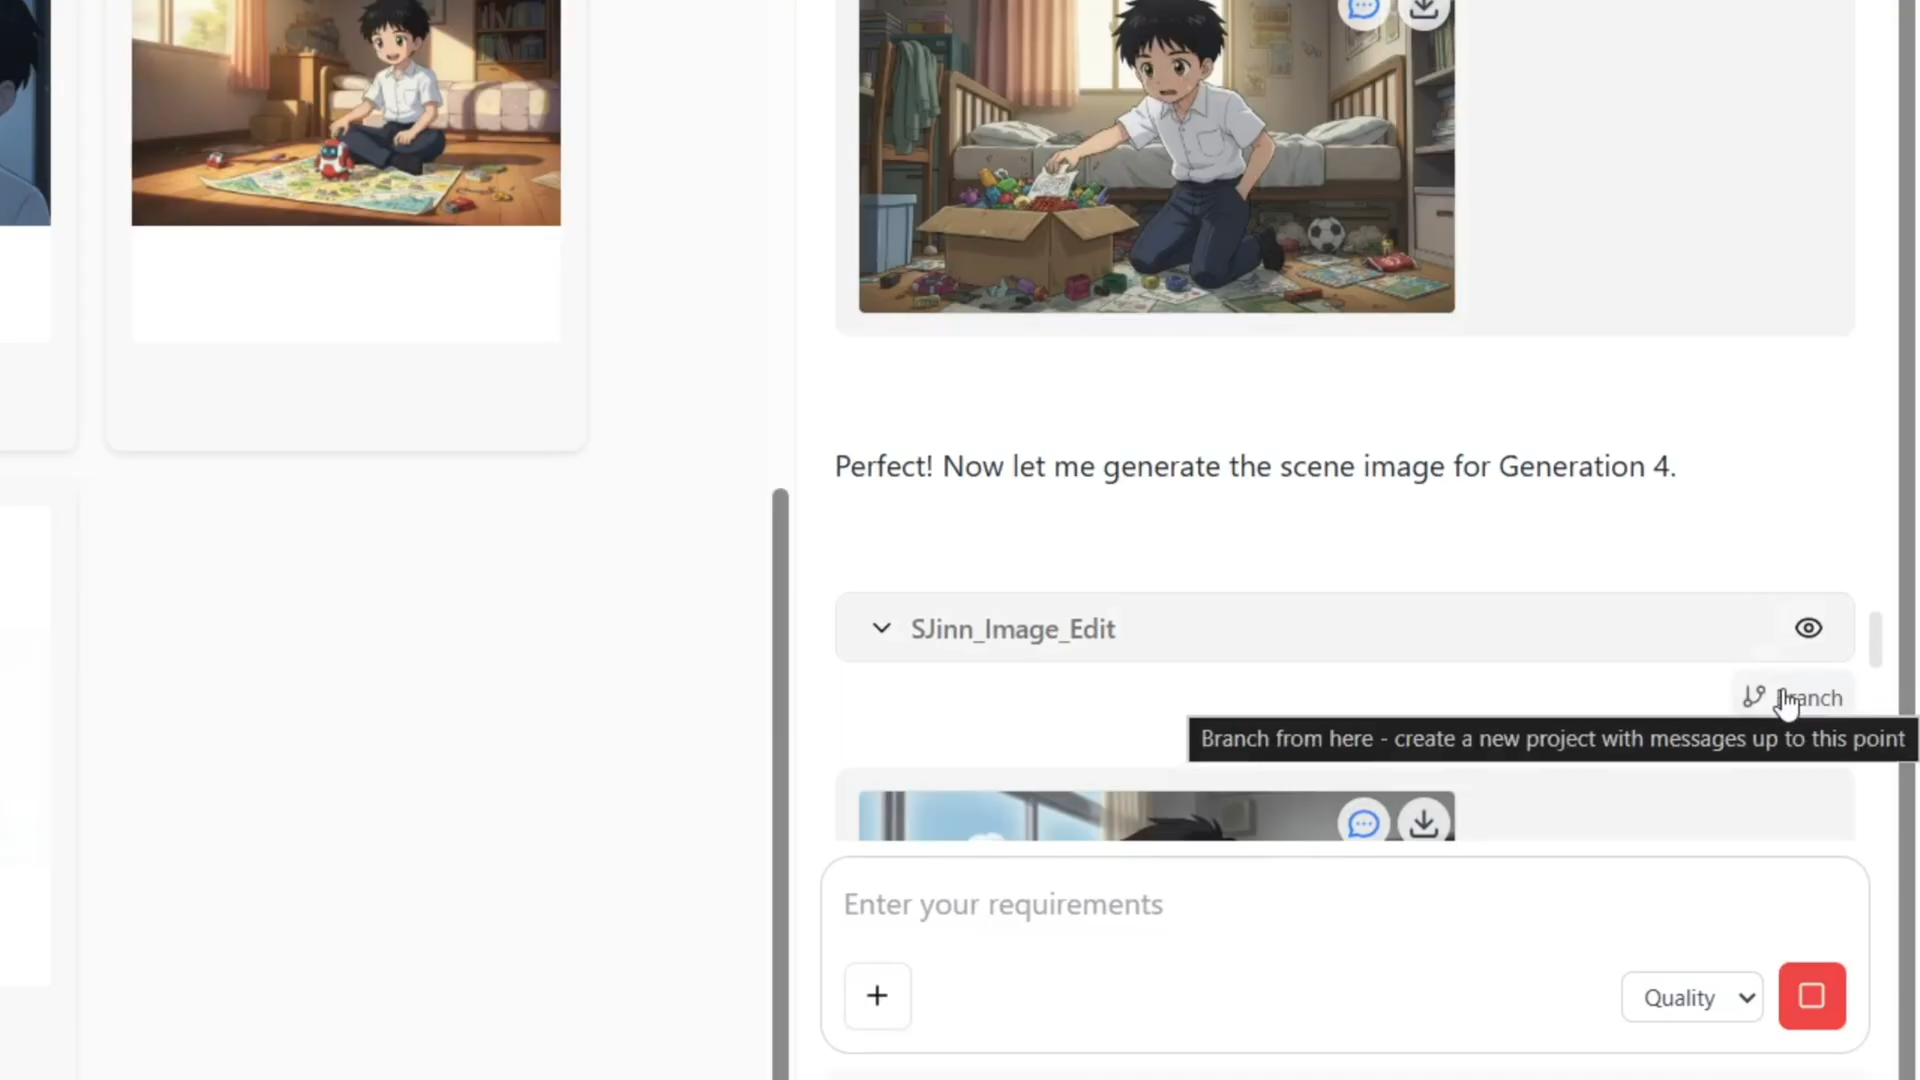 Perfect! Now let me generate the scene image for Generation 4.
SJinn_Image_Edit
Branch
Branch from here - create a new project with messages up to this point
Enter your requirements
Quality